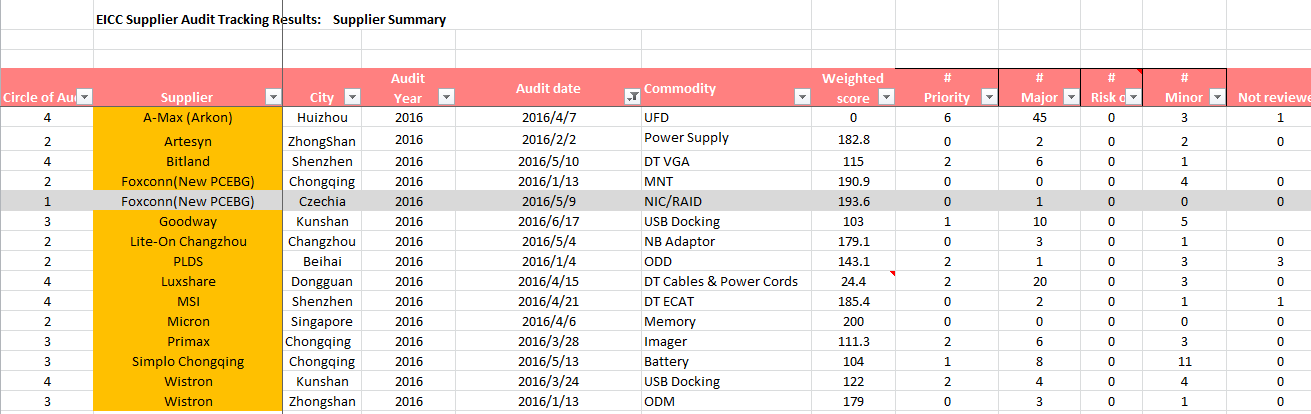 EICC Supplier Audit Tracking Results: Supplier Summary
Circle of Au Supplier City Audit Year Audit date Commodity Weighted score # Priority # Major # Risk o # Minor Not reviewe
4 A-Max (Arkon) Huizhou 2016 2016/4/7 UFD 0 6 45 0 3 1
2 Artesyn ZhongShan 2016 2016/2/2 Power Supply 182.8 0 2 0 2 0
4 Bitland Shenzhen 2016 2016/5/10 DT VGA 115 2 6 0 1
2 Foxconn(New PCEBG) Chongqing 2016 2016/1/13 MNT 190.9 0 0 0 4 0
1 Foxconn(New PCEBG) Czechia 2016 2016/5/9 NIC/RAID 193.6 0 1 0 0 0
3 Goodway Kunshan 2016 2016/6/17 USB Docking 103 1 10 0 5
2 Lite-On Changzhou Changzhou 2016 2016/5/4 NB Adaptor 179.1 0 3 0 1 0
2 PLDS Beihai 2016 2016/1/4 ODD 143.1 2 1 0 3 3
4 Luxshare Dongguan 2016 2016/4/15 DT Cables & Power Cords 24.4 2 20 0 3 0
4 MSI Shenzhen 2016 2016/4/21 DT ECAT 185.4 0 2 0 1 1
2 Micron Singapore 2016 2016/4/6 Memory 200 0 0 0 0 0
3 Primax Chongqing 2016 2016/3/28 Imager 111.3 2 6 0 3 0
3 Simplo Chongqing Chongqing 2016 2016/5/13 Battery 104 1 8 0 11 0
4 Wistron Kunshan 2016 2016/3/24 USB Docking 122 2 4 0 4 0
3 Wistron Zhongshan 2016 2016/1/13 ODM 179 0 3 0 1 0